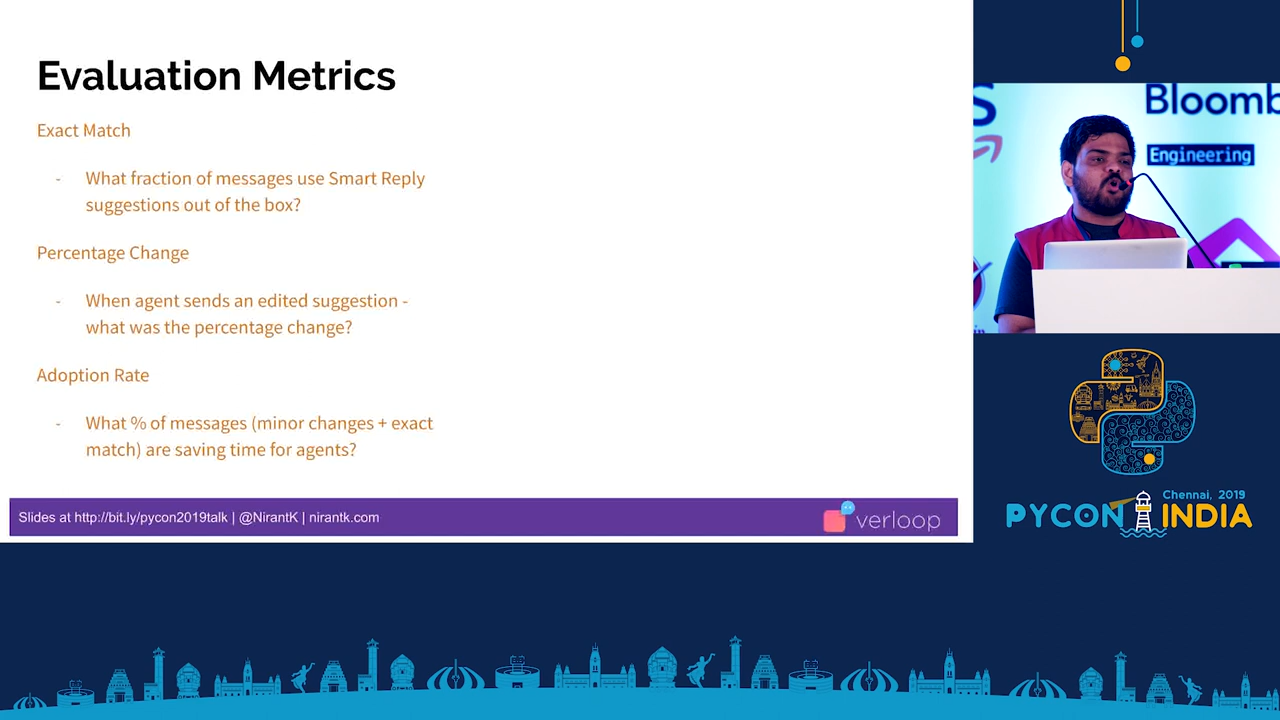 Evaluation Metrics
Exact Match
- What fraction of messages use Smart Reply
suggestions out of the box?
Percentage Change
- When agent sends an edited suggestion -
what was the percentage change?
Adoption Rate
- What % of messages (minor changes + exact
match) are saving time for agents?
Slides at http://bit.ly/pycon2019talk | @NirantK | nirantk.com
verloop
S
Bloomb
Engineering
in
Chennai, 2019
PYCON INDIA